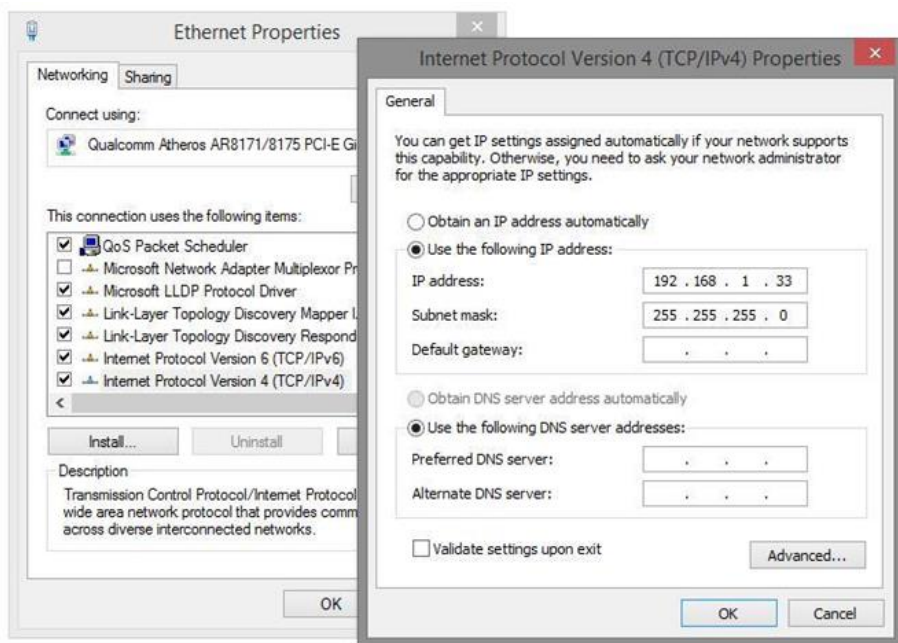 Ethernet Properties
Networking
Sharing
Connect using:
Qualcomm Atheros AR8171/8175 PCI-E
This connection uses the following items:
QoS Packet Scheduler
Microsoft Network Adapter Multiplexor
Microsoft LLDP Protocol Driver
Link-Layer Topology Discovery Mapper
Link-Layer Topology Discovery
Internet Protocol Version 6 (TCP/IPv6)
Internet Protocol Version 4 (TCP/IPv4)
Install...
Uninstall
Description
Transmission Control Protocol/Internet Protocol
wide area network protocol that provides
across diverse interconnected networks.
OK
Internet Protocol Version 4 (TCP/IPv4) Properties
General
You can get IP settings assigned automatically if your network supports
this capability. Otherwise, you need to ask your network administrator
for the appropriate IP settings.
Obtain an IP address automatically
Use the following IP address:
IP address: 192 . 168 . 1 . 33
Subnet mask: 255 . 255 . 255 . 0
Default gateway: . . .
Obtain DNS server address automatically
Use the following DNS server addresses:
Preferred DNS server: . . .
Alternate DNS server: . . .
Validate settings upon exit
Advanced...
OK
Cancel